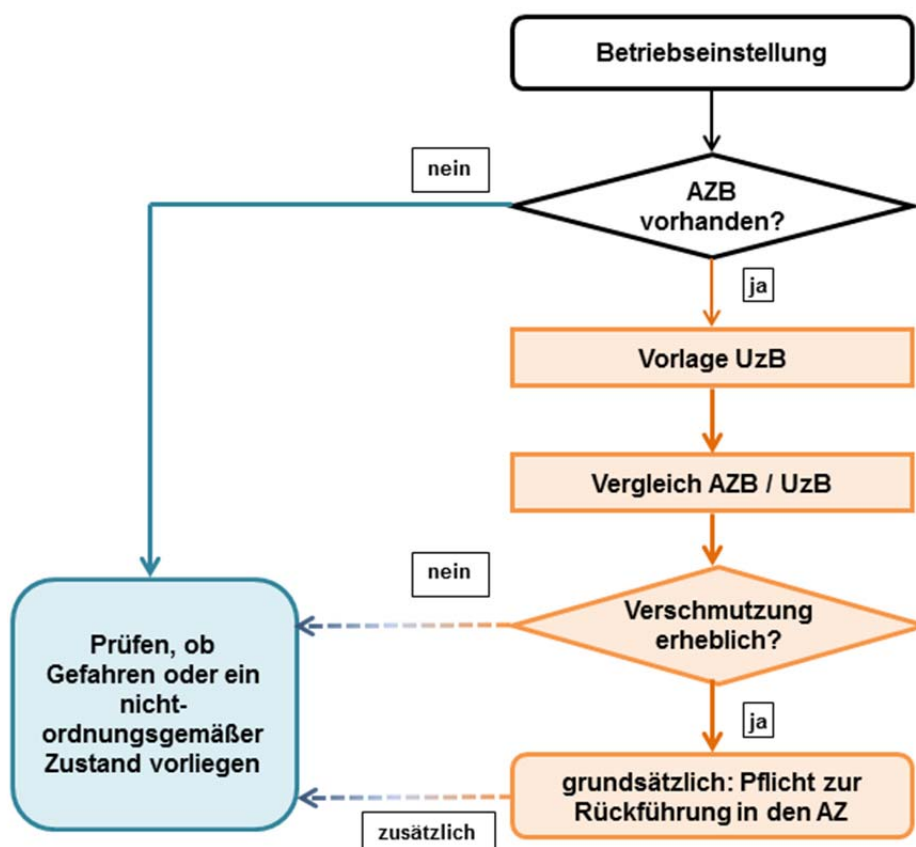 Betriebseinstellung
nein
AZB
vorhanden?
ja
Vorlage UzB
Vergleich AZB / UzB
nein
Verschmutzung
erheblich?
Prüfen, ob
Gefahren oder ein
nicht-
ordnungsgemäßer
Zustand vorliegen
ja
grundsätzlich: Pflicht zur
Rückführung in den AZ
zusätzlich